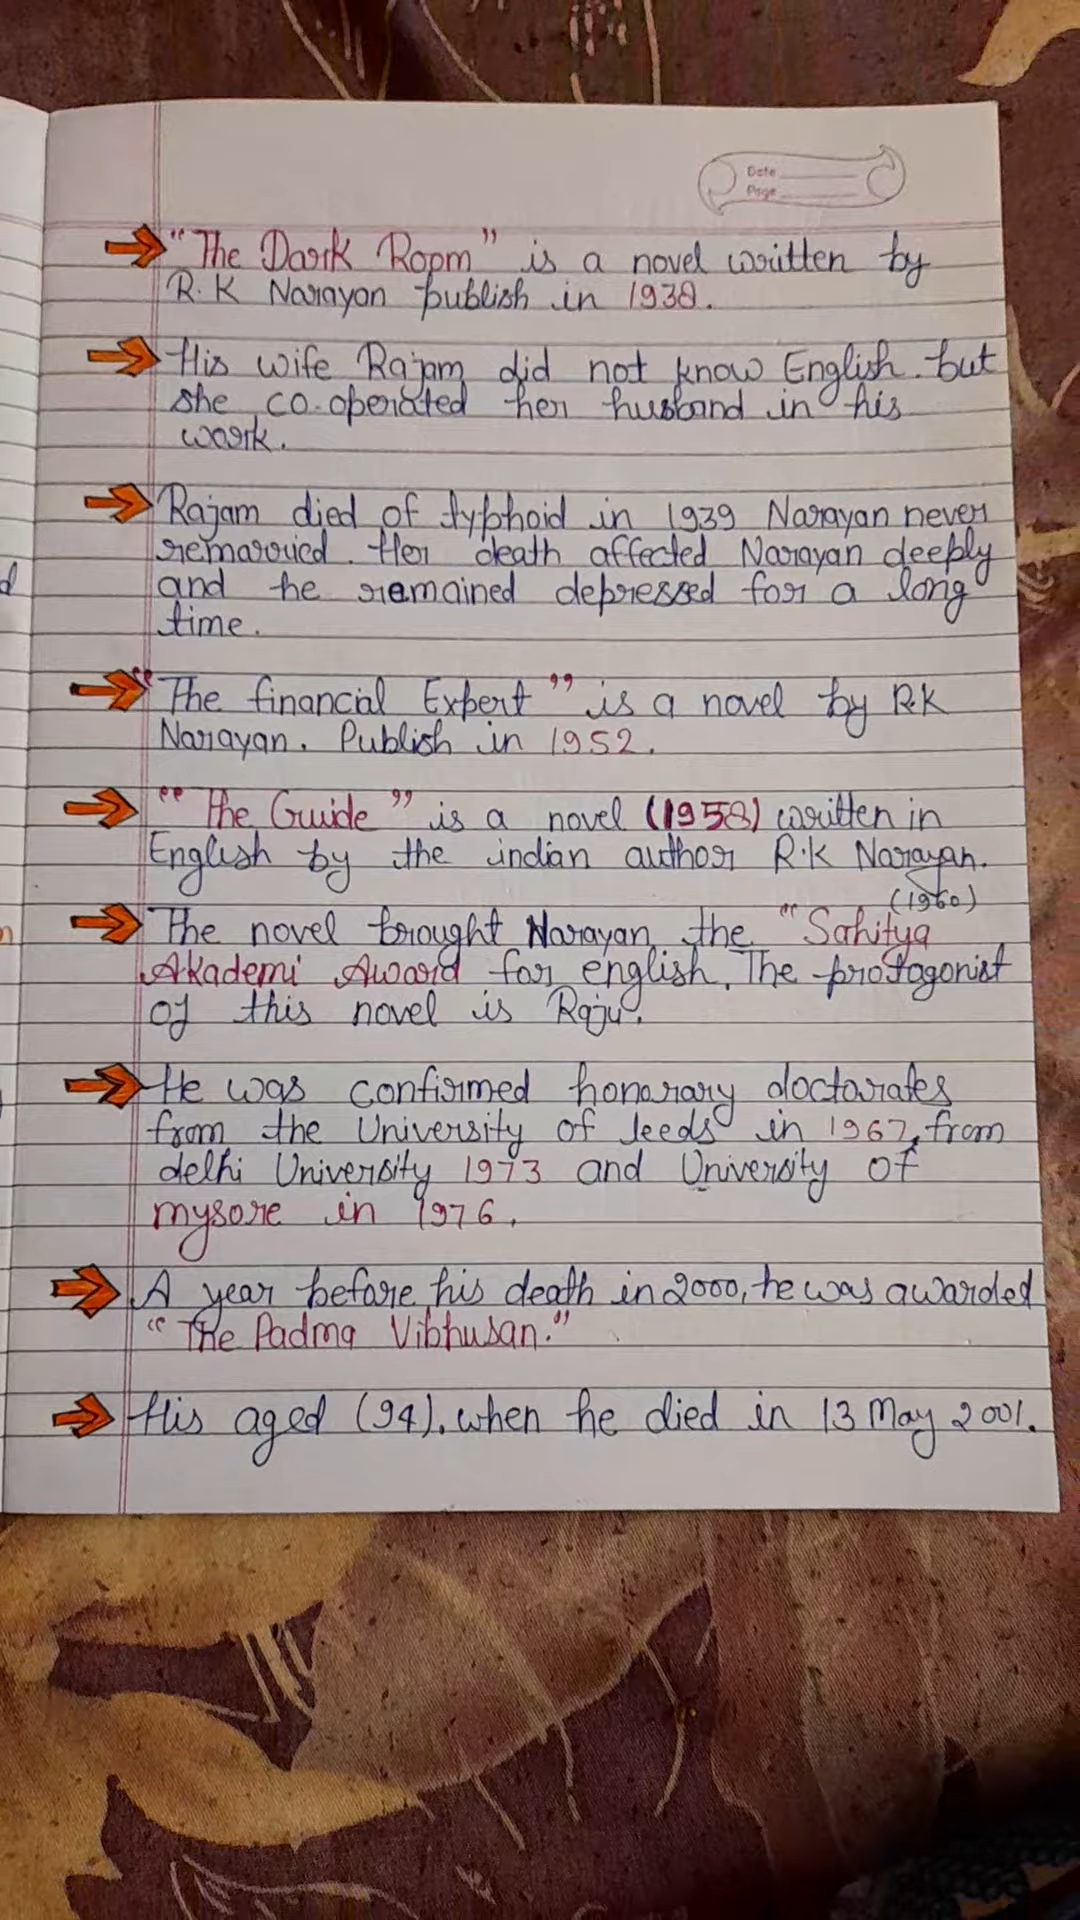 Date
Page
→ "The Dark Room" is a novel written by
R.K Narayan publish in 1938.
→ His wife Rajam did not know English. but
she co-operated her husband in his
work.
→ Rajam died of typhoid in 1939 Narayan never
remarried. Her death affected Narayan deeply
and he remained depressed for a long
time.
→ "The financial Expert" is a novel by R.K
Narayan. Publish in 1952.
→ "The Guide" is a novel (1958) written in
English by the indian author R.K Narayan.
(1960)
→ The novel brought Narayan the "Sahitya
Akademi Award for english. The protagonist
of this novel is Raju.
→ He was confirmed honarary doctarates
from the University of leeds in 1967, from
delhi University 1973 and University of
mysore in 1976.
→ A year before his death in 2000, he was awarded
"The Padma Vibhusan."
→ His aged (94). when he died in 13 May 2001.